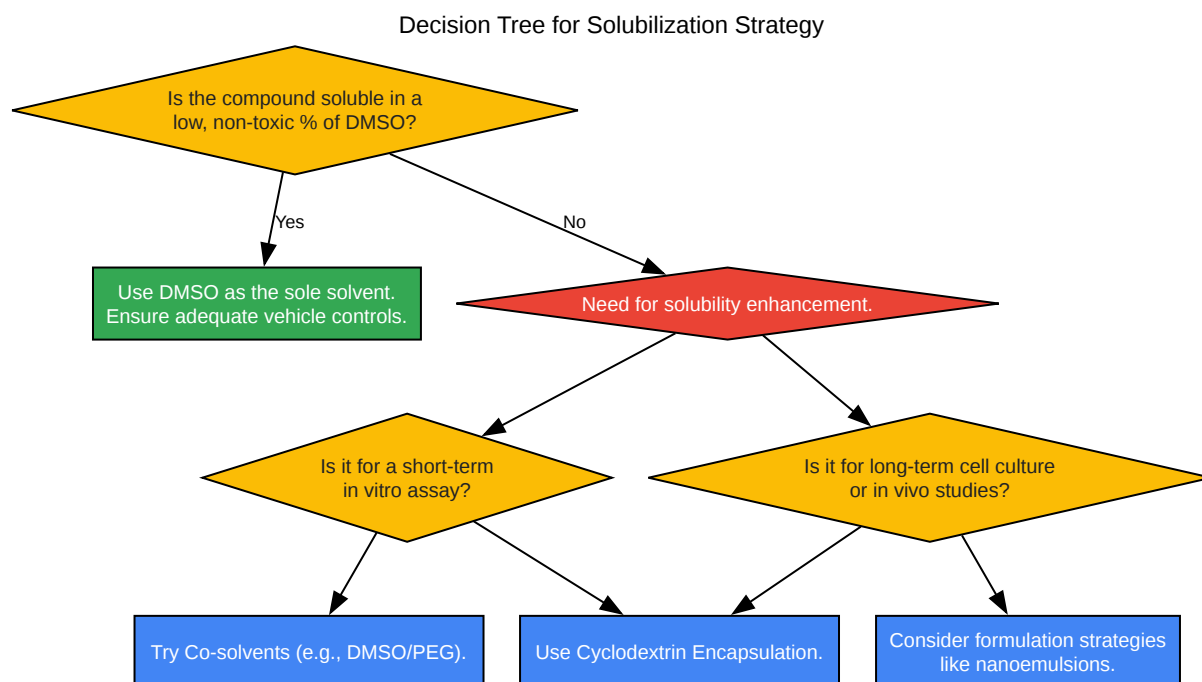 Decision Tree for Solubilization Strategy
Is the compound soluble in a
low, non-toxic % of DMSO?
Yes
No
Use DMSO as the sole solvent.
Ensure adequate vehicle controls.
Need for solubility enhancement.
Is it for a short-term
in vitro assay?
Is it for long-term cell culture
or in vivo studies?
Try Co-solvents (e.g., DMSO/PEG).
Use Cyclodextrin Encapsulation.
Consider formulation strategies
like nanoemulsions.